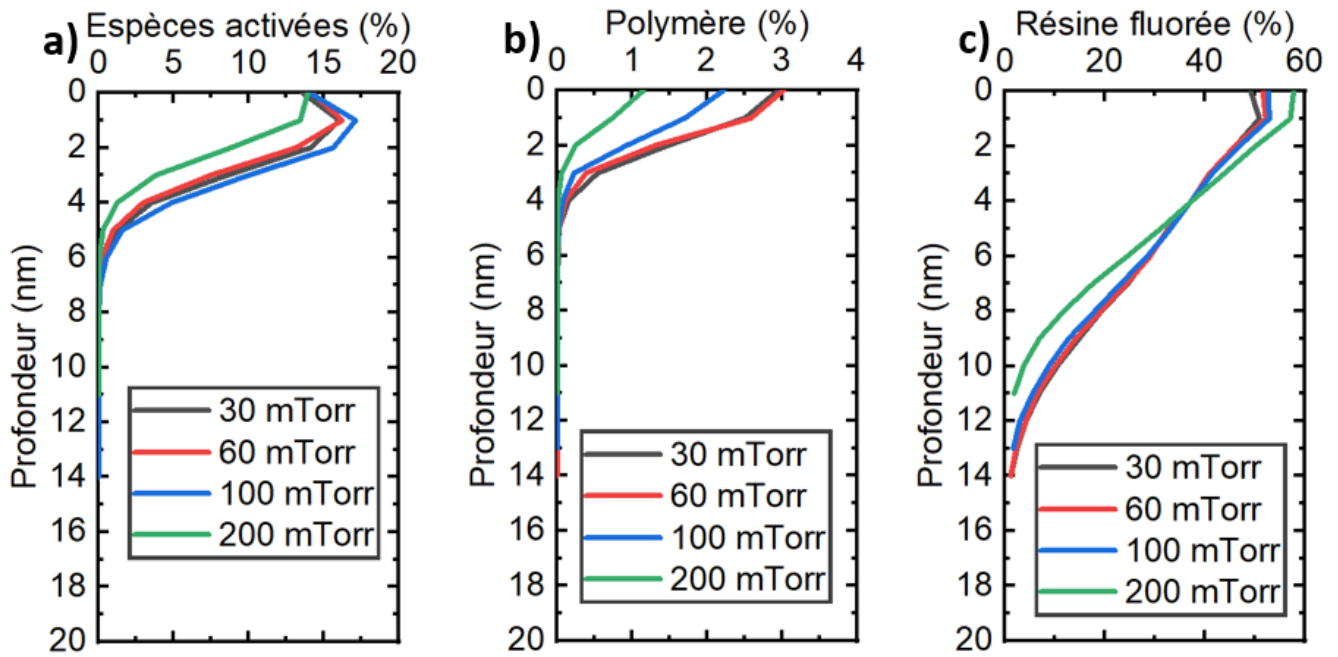 a) Espèces activées (%)
0 5 10 15 20
0
2
4
6
8
10
12
14
16
18
20
Profondeur (nm)
30 mTorr
60 mTorr
100 mTorr
200 mTorr
b) Polymère (%)
0 1 2 3 4
0
2
4
6
8
10
12
14
16
18
20
Profondeur (nm)
30 mTorr
60 mTorr
100 mTorr
200 mTorr
c) Résine fluorée (%)
0 20 40 60
0
2
4
6
8
10
12
14
16
18
20
Profondeur (nm)
30 mTorr
60 mTorr
100 mTorr
200 mTorr